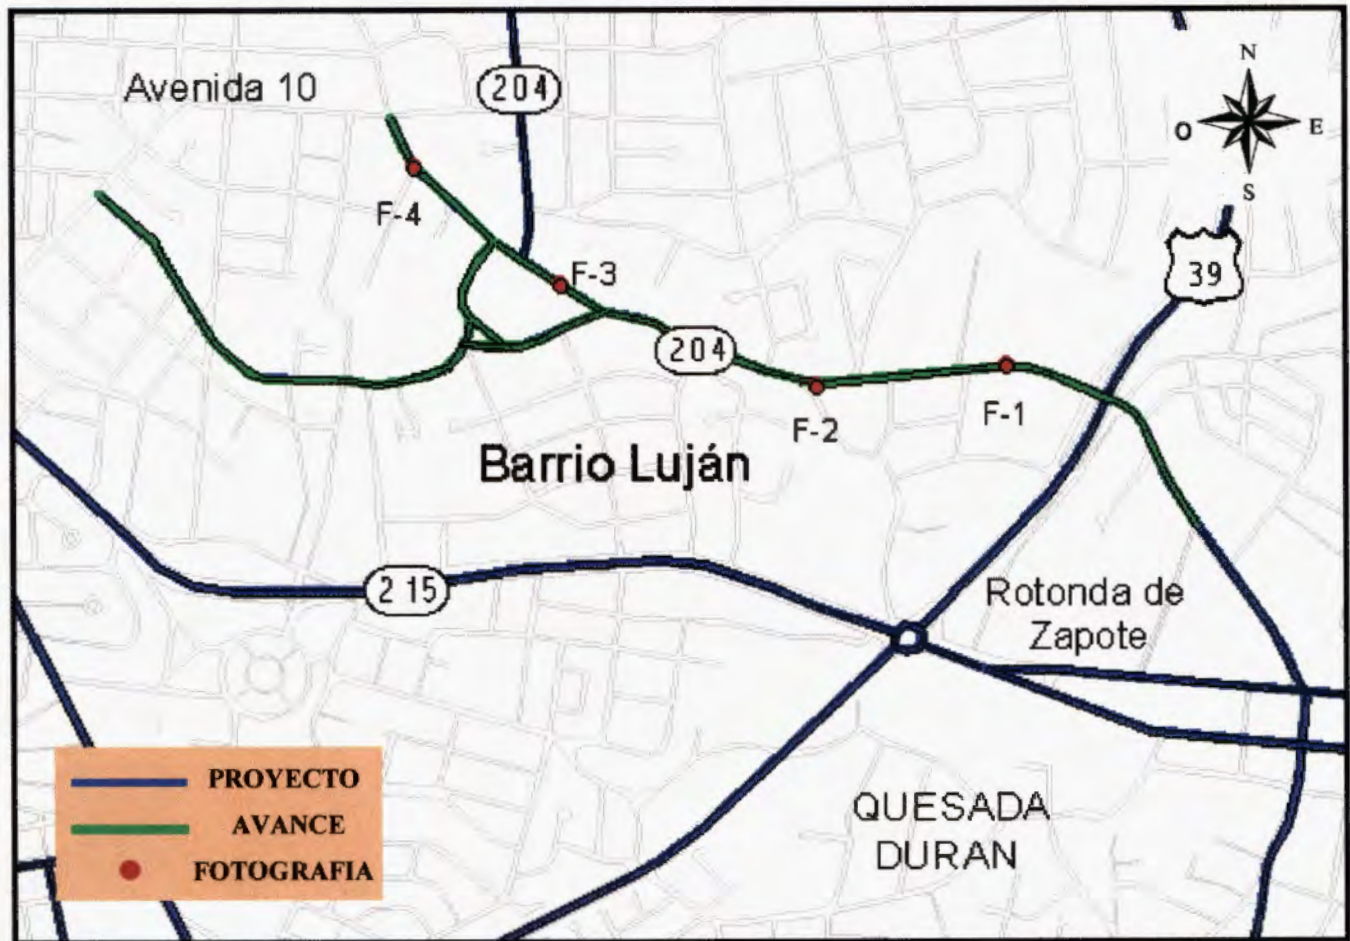 Avenida 10
204
N
O
E
S
F-4
F-3
39
204
F-2
F-1
Barrio Luján
2 15
Rotonda de
Zapote
PROYECTO
AVANCE
FOTOGRAFIA
QUESADA
DURAN